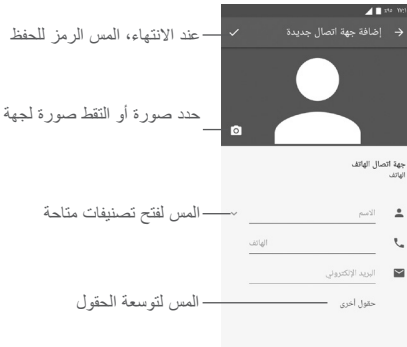 إضافة جهة اتصال جديدة
عند الانتهاء، المس الرمز للحفظ
حدد صورة أو التقط صورة لجهة
جهة اتصال الهاتف
الهاتف
الاسم
المس لفتح تصنيفات متاحة
الهاتف
البريد الإلكتروني
حقول أخرى
المس لتوسعة الحقول